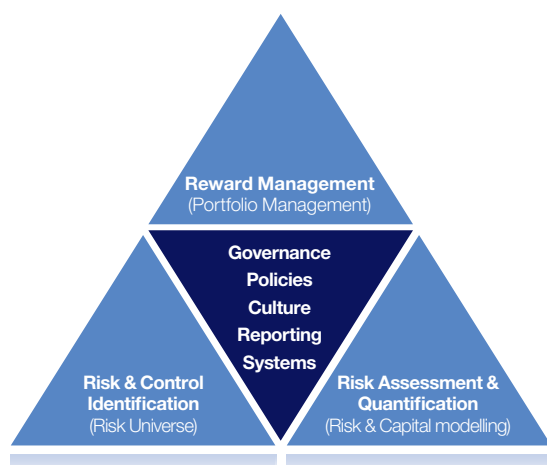 Reward Management
(Portfolio Management)
Governance
Policies
Culture
Reporting
Systems
Risk & Control
Identification
(Risk Universe)
Risk Assessment &
Quantification
(Risk & Capital modelling)